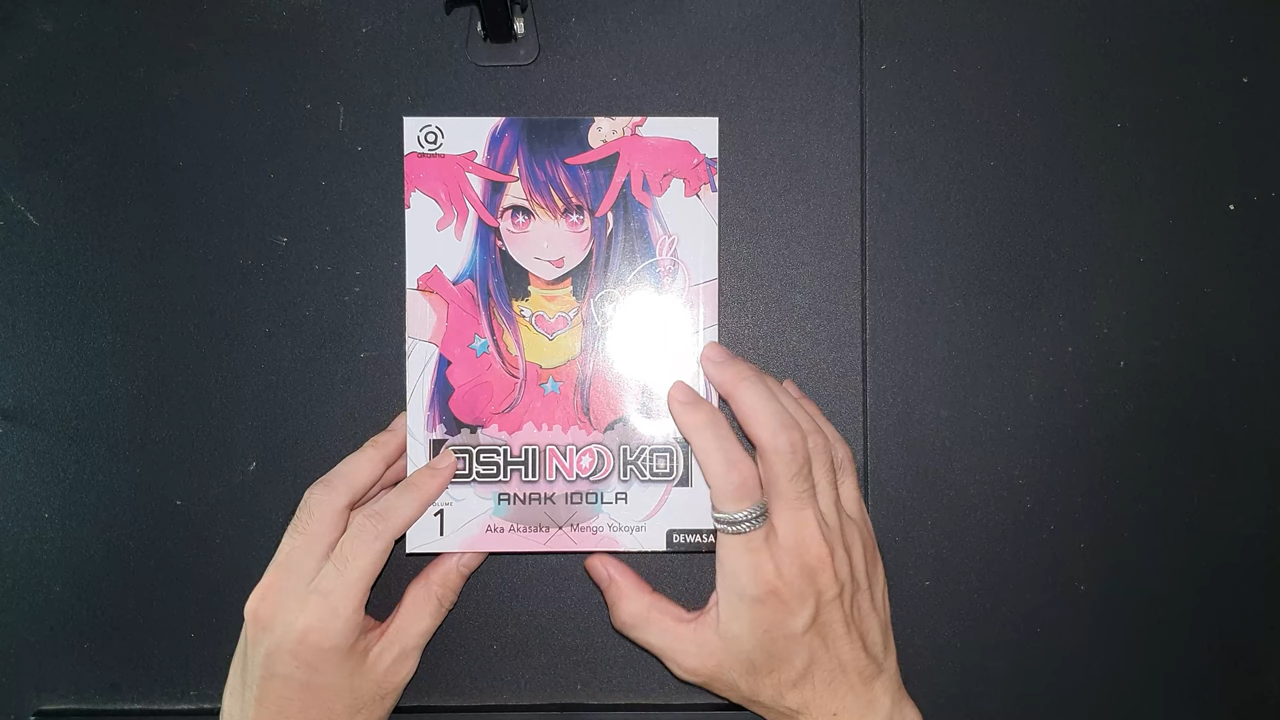 akasha
OSHI NO KO
ANAK IDOLA
VOLUME
1
Aka Akasaka × Mengo Yokoyari
DEWASA